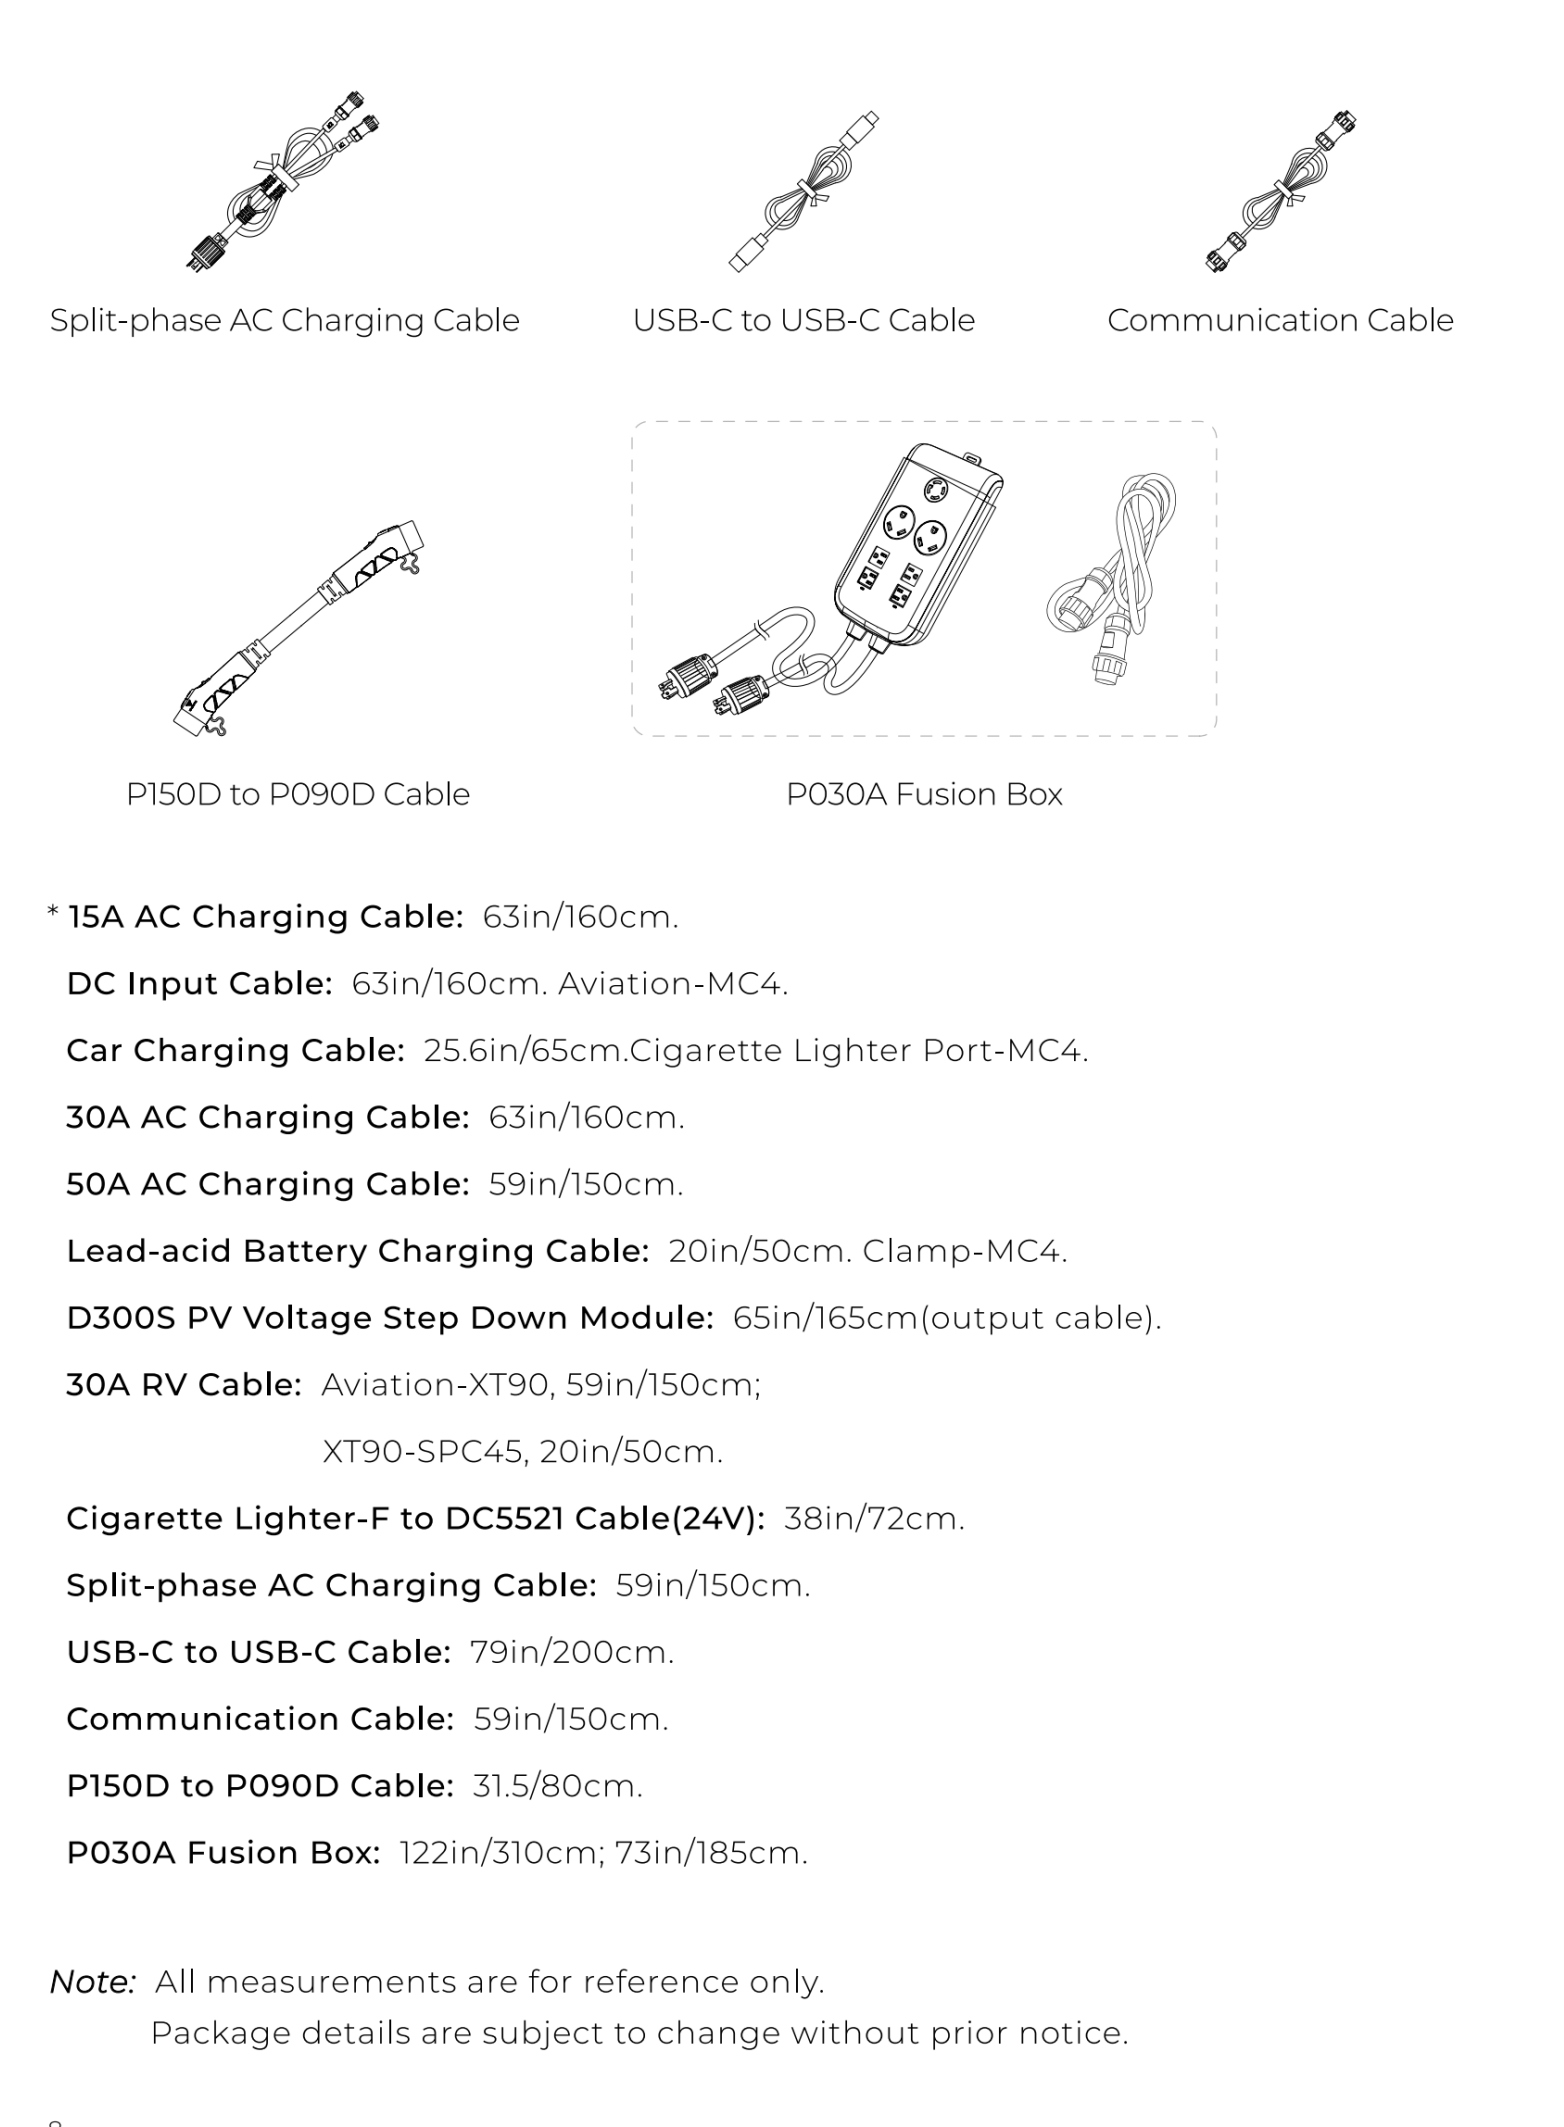 Split-phase AC Charging Cable
USB-C to USB-C Cable
Communication Cable
P150D to P090D Cable
P030A Fusion Box
* 15A AC Charging Cable: 63in/160cm.
DC Input Cable: 63in/160cm. Aviation-MC4.
Car Charging Cable: 25.6in/65cm.Cigarette Lighter Port-MC4.
30A AC Charging Cable: 63in/160cm.
50A AC Charging Cable: 59in/150cm.
Lead-acid Battery Charging Cable: 20in/50cm. Clamp-MC4.
D300S PV Voltage Step Down Module: 65in/165cm(output cable).
30A RV Cable: Aviation-XT90, 59in/150cm;
XT90-SPC45, 20in/50cm.
Cigarette Lighter-F to DC5521 Cable(24V): 38in/72cm.
Split-phase AC Charging Cable: 59in/150cm.
USB-C to USB-C Cable: 79in/200cm.
Communication Cable: 59in/150cm.
P150D to P090D Cable: 31.5/80cm.
P030A Fusion Box: 122in/310cm; 73in/185cm.
Note: All measurements are for reference only.
Package details are subject to change without prior notice.